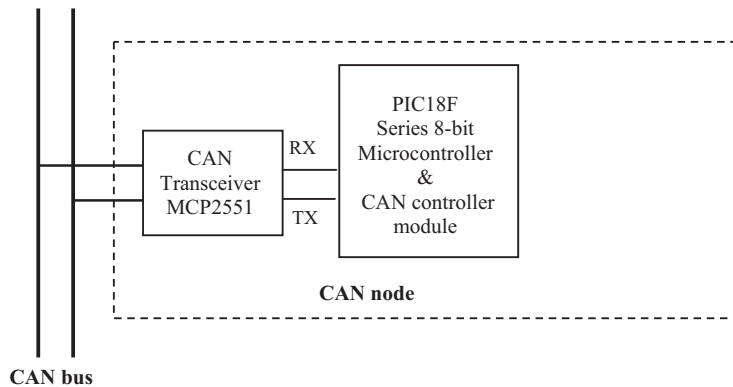 PIC18F
Series 8-bit
Microcontroller
&
CAN controller
module
CAN
Transceiver
MCP2551
RX
TX
CAN node
CAN bus